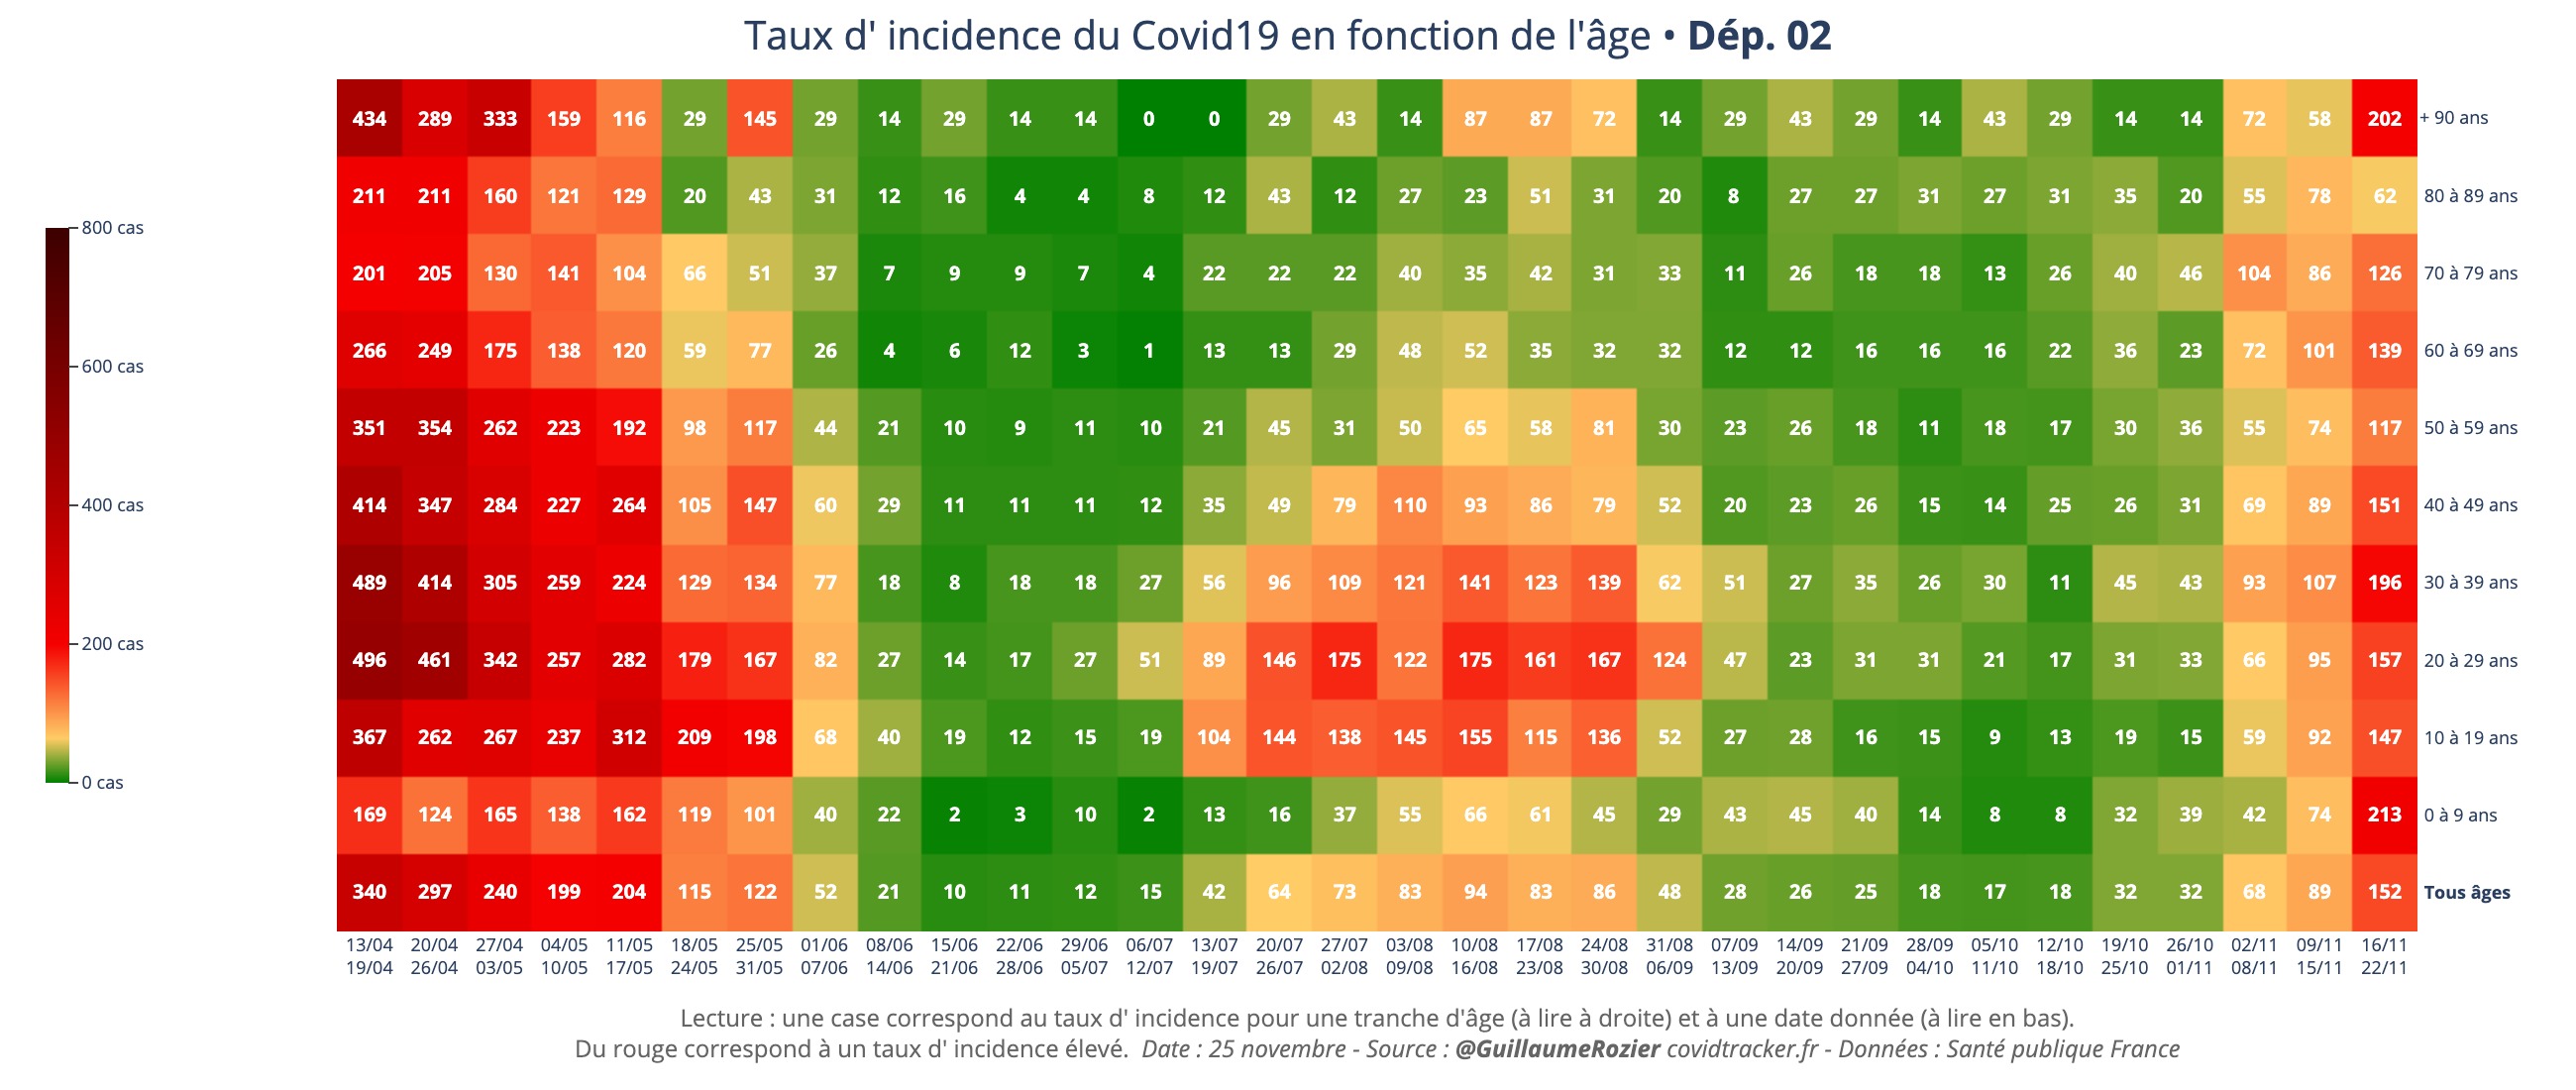 Taux d' incidence du Covid19 en fonction de l'âge • Dép. 02
434 289 333 159 116 29 145 29 14 29 14 14 0 0 29 43 14 87 87 72 14 29 43 29 14 43 29 14 14 72 58 202 + 90 ans
211 211 160 121 129 20 43 31 12 16 4 4 8 12 43 12 27 23 51 31 20 8 27 27 31 27 31 35 20 55 78 62 80 à 89 ans
800 cas
201 205 130 141 104 66 51 37 7 9 9 7 4 22 22 22 40 35 42 31 33 11 26 18 18 13 26 40 46 104 86 126 70 à 79 ans
266 249 175 138 120 59 77 26 4 6 12 3 1 13 13 29 48 52 35 32 32 12 12 16 16 16 22 36 23 72 101 139 60 à 69 ans
600 cas
351 354 262 223 192 98 117 44 21 10 9 11 10 21 45 31 50 65 58 81 30 23 26 18 11 18 17 30 36 55 74 117 50 à 59 ans
400 cas
414 347 284 227 264 105 147 60 29 11 11 11 12 35 49 79 110 93 86 79 52 20 23 26 15 14 25 26 31 69 89 151 40 à 49 ans
489 414 305 259 224 129 134 77 18 8 18 18 27 56 96 109 121 141 123 139 62 51 27 35 26 30 11 45 43 93 107 196 30 à 39 ans
200 cas
496 461 342 257 282 179 167 82 27 14 17 27 51 89 146 175 122 175 161 167 124 47 23 31 31 21 17 31 33 66 95 157 20 à 29 ans
367 262 267 237 312 209 198 68 40 19 12 15 19 104 144 138 145 155 115 136 52 27 28 16 15 9 13 19 15 59 92 147 10 à 19 ans
0 cas
169 124 165 138 162 119 101 40 22 2 3 10 2 13 16 37 55 66 61 45 29 43 45 40 14 8 8 32 39 42 74 213 0 à 9 ans
340 297 240 199 204 115 122 52 21 10 11 12 15 42 64 73 83 94 83 86 48 28 26 25 18 17 18 32 32 68 89 152 Tous âges
13/04 20/04 27/04 04/05 11/05 18/05 25/05 01/06 08/06 15/06 22/06 29/06 06/07 13/07 20/07 27/07 03/08 10/08 17/08 24/08 31/08 07/09 14/09 21/09 28/09 05/10 12/10 19/10 26/10 02/11 09/11 16/11
19/04 26/04 03/05 10/05 17/05 24/05 31/05 07/06 14/06 21/06 28/06 05/07 12/07 19/07 26/07 02/08 09/08 16/08 23/08 30/08 06/09 13/09 20/09 27/09 04/10 11/10 18/10 25/10 01/11 08/11 15/11 22/11
Lecture : une case correspond au taux d' incidence pour une tranche d'âge (à lire à droite) et à une date donnée (à lire en bas).
Du rouge correspond à un taux d' incidence élevé. Date : 25 novembre - Source : @GuillaumeRozier covidtracker.fr - Données : Santé publique France